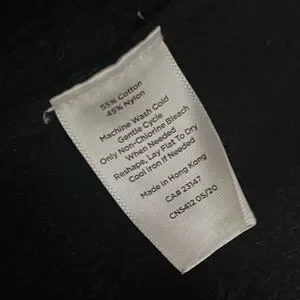 55% Cotton
45% Nylon
Machine Wash Cold
Gentle Cycle
Only Non-Chlorine Bleach
When Needed
Reshape, Lay Flat To Dry
Cool Iron If Needed
Made in Hong Kong
CA# 23147
CNS412 05/20